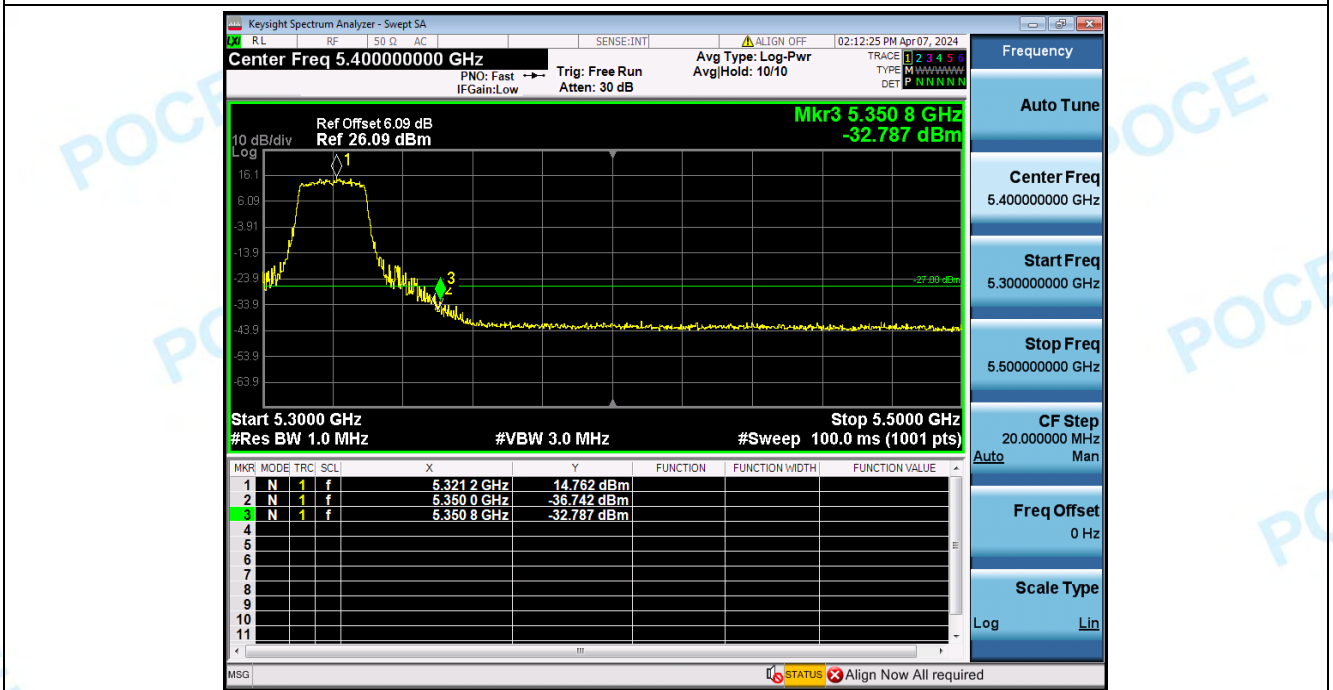 Keysight Spectrum Analyzer - Swept SA
LXI RL RF 50 Ω AC SENSE:INT ALIGN OFF 02:12:25 PM Apr 07, 2024
Center Freq 5.400000000 GHz
PNO: Fast
IFGain:Low
Trig: Free Run
Atten: 30 dB
Avg Type: Log-Pwr
Avg|Hold: 10/10
TRACE 1 2 3 4 5 6
TYPE M WWWWW
DET P N N N N N
Mkr3 5.350 8 GHz
-32.787 dBm
Ref Offset 6.09 dB
10 dB/div Ref 26.09 dBm
Log
16.1
6.09
-3.91
-13.9
-23.9
-33.9
-43.9
-53.9
-63.9
1
3
2
-27.00 dBm
Start 5.3000 GHz Stop 5.5000 GHz
#Res BW 1.0 MHz #VBW 3.0 MHz #Sweep 100.0 ms (1001 pts)
MKR MODE TRC SCL X Y FUNCTION FUNCTION WIDTH FUNCTION VALUE
1 N 1 f 5.321 2 GHz 14.762 dBm
2 N 1 f 5.350 0 GHz -36.742 dBm
3 N 1 f 5.350 8 GHz -32.787 dBm
4
5
6
7
8
9
10
11
MSG STATUS Align Now All required
Frequency
Auto Tune
Center Freq
5.400000000 GHz
Start Freq
5.300000000 GHz
Stop Freq
5.500000000 GHz
CF Step
20.000000 MHz
Auto Man
Freq Offset
0 Hz
Scale Type
Log Lin
POCE
POCE
POCE